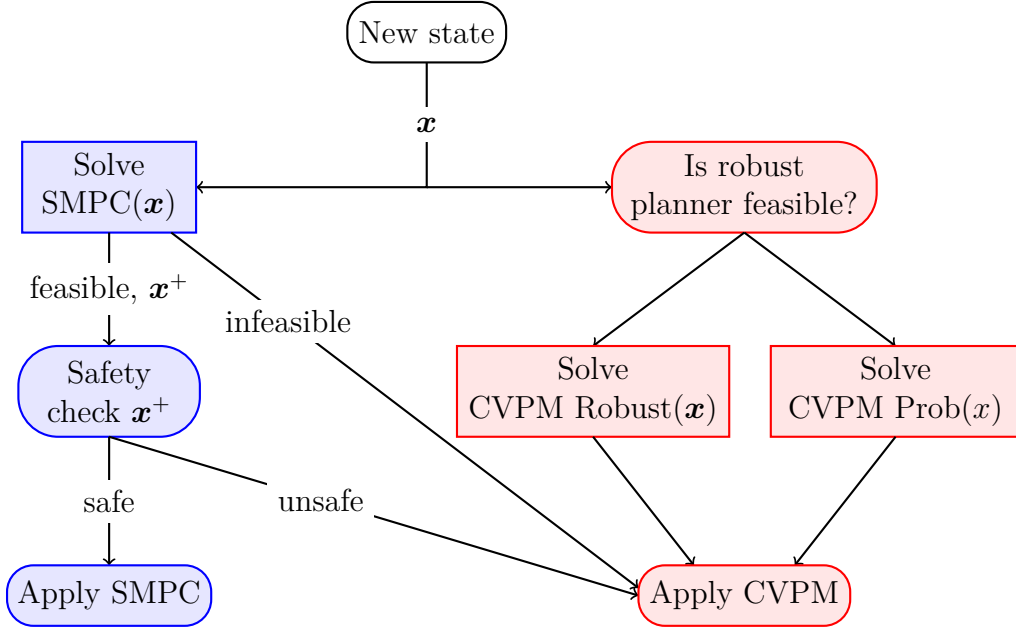 New state
𝒙
Solve
SMPC(𝒙)
Is robust
planner feasible?
feasible, 𝒙⁺
infeasible
Safety
check 𝒙⁺
Solve
CVPM Robust(𝒙)
Solve
CVPM Prob(𝑥)
safe
unsafe
Apply SMPC
Apply CVPM